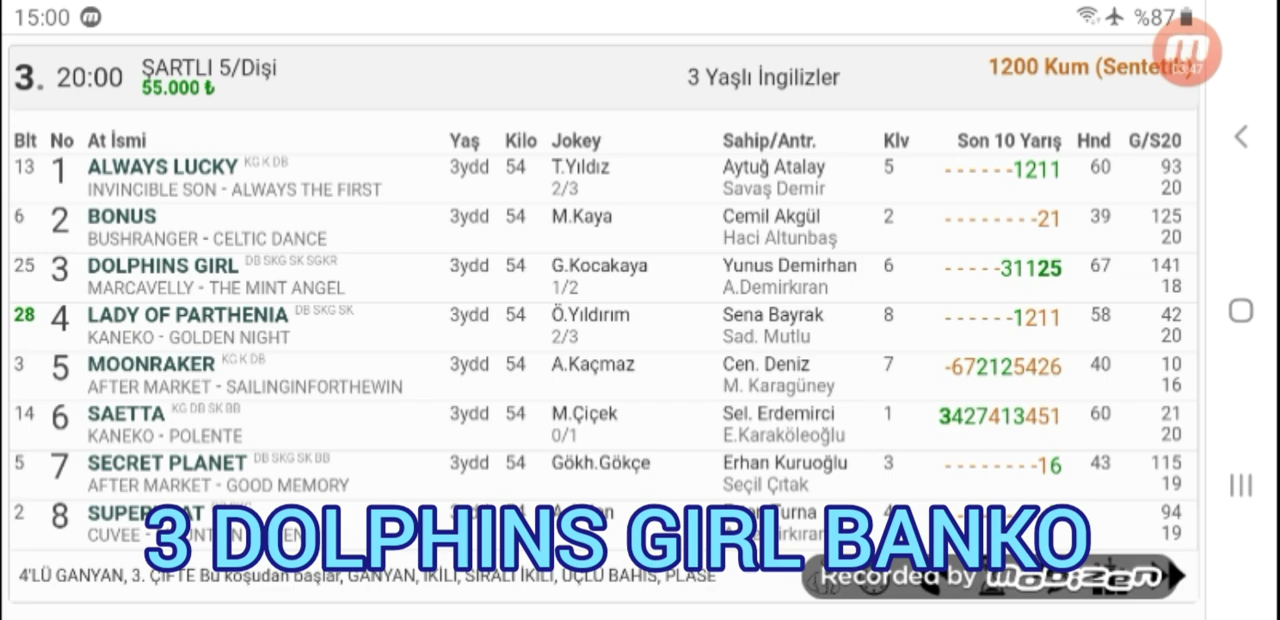 15:00 %87
3. 20:00 ŞARTLI 5/Dişi 3 Yaşlı İngilizler 1200 Kum
55.000 ₺
03:47
Blt No At İsmi Yaş Kilo Jokey Sahip/Antr. Klv Son 10 Yarış Hnd G/S20
13 1 ALWAYS LUCKY KG K DB 3ydd 54 T.Yıldız Aytuğ Atalay 5 - - - - - -1211 60 93
INVINCIBLE SON - ALWAYS THE FIRST 2/3 Savaş Demir 20
6 2 BONUS 3ydd 54 M.Kaya Cemil Akgül 2 - - - - - - - -21 39 125
BUSHRANGER - CELTIC DANCE Haci Altunbaş 20
25 3 DOLPHINS GIRL DB SKG SK SGKR 3ydd 54 G.Kocakaya Yunus Demirhan 6 - - - - -31125 67 141
MARCAVELLY - THE MINT ANGEL 1/2 A.Demirkıran 18
28 4 LADY OF PARTHENIA DB SKG SK 3ydd 54 Ö.Yıldırım Sena Bayrak 8 - - - - - -1211 58 42
KANEKO - GOLDEN NIGHT 2/3 Sad. Mutlu 20
3 5 MOONRAKER KG K DB 3ydd 54 A.Kaçmaz Cen. Deniz 7 -672125426 40 10
AFTER MARKET - SAILINGINFORTHEWIN M. Karagüney 16
14 6 SAETTA KG DB SK BB 3ydd 54 M.Çiçek Sel. Erdemirci 1 3427413451 60 21
KANEKO - POLENTE 0/1 E.Karaköleoğlu 20
5 7 SECRET PLANET DB SKG SK BB 3ydd 54 Gökh.Gökçe Erhan Kuruoğlu 3 - - - - - - - -16 43 115
AFTER MARKET - GOOD MEMORY Seçil Çıtak 19
2 8 94
CUVEE - 19
3 DOLPHINS GIRL BANKO
4'LÜ GANYAN, 3. ÇİFTE Bu koşudan başlar, GANYAN, İKİLİ, SIRALI İKİLİ, ÜÇLÜ BAHİS, PLASE
Recorded by mobizen